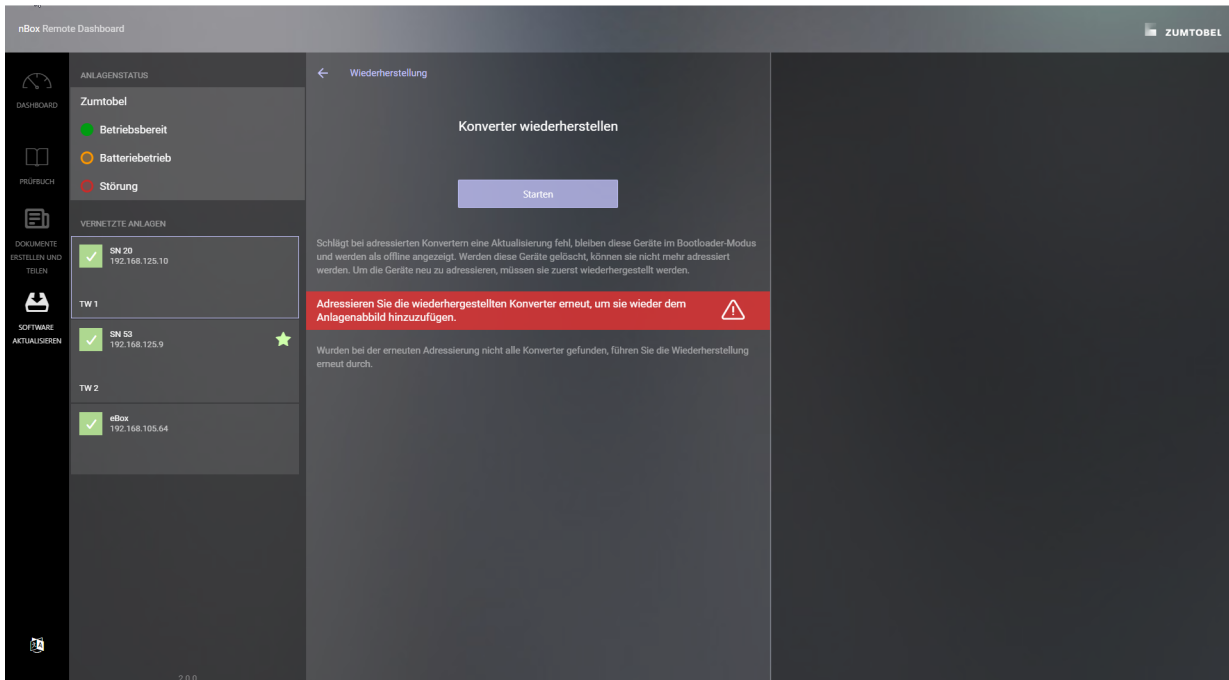 nBox Remote Dashboard
ZUMTOBEL
DASHBOARD
PRÜFBUCH
DOKUMENTE
ERSTELLEN UND
TEILEN
SOFTWARE
AKTUALISIEREN
ANLAGENSTATUS
Zumtobel
Betriebsbereit
Batteriebetrieb
Störung
VERNETZTE ANLAGEN
SN 20
192.168.125.10
TW 1
SN 53
192.168.125.9
TW 2
eBox
192.168.105.64
2.0.0
Wiederherstellung
Konverter wiederherstellen
Starten
Schlägt bei adressierten Konvertern eine Aktualisierung fehl, bleiben diese Geräte im Bootloader-Modus
und werden als offline angezeigt. Werden diese Geräte gelöscht, können sie nicht mehr adressiert
werden. Um die Geräte neu zu adressieren, müssen sie zuerst wiederhergestellt werden.
Adressieren Sie die wiederhergestellten Konverter erneut, um sie wieder dem
Anlagenabbild hinzuzufügen.
Wurden bei der erneuten Adressierung nicht alle Konverter gefunden, führen Sie die Wiederherstellung
erneut durch.